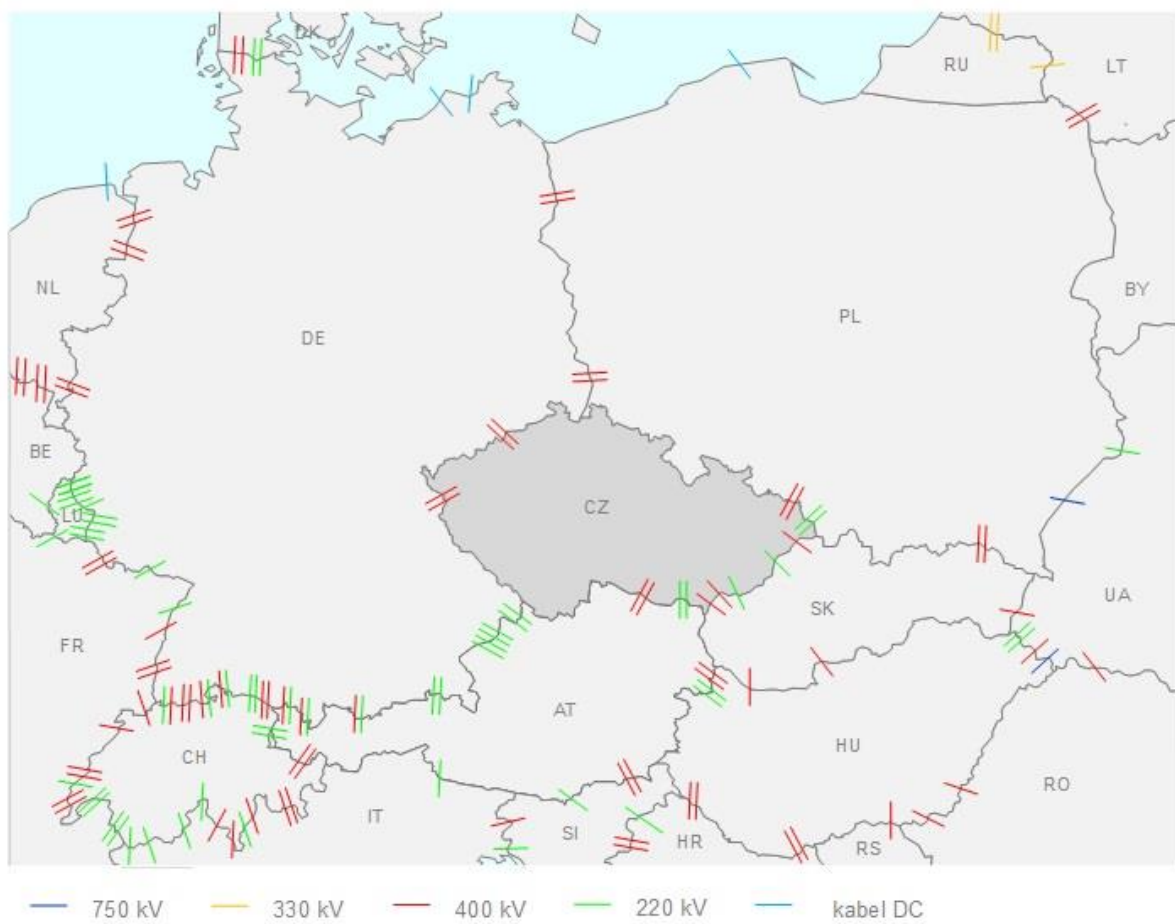 DK
RU
LT
NL
DE
PL
BY
BE
LU
CZ
FR
SK
UA
AT
CH
HU
IT
SI
HR
RS
RO
750 kV 330 kV 400 kV 220 kV kabel DC